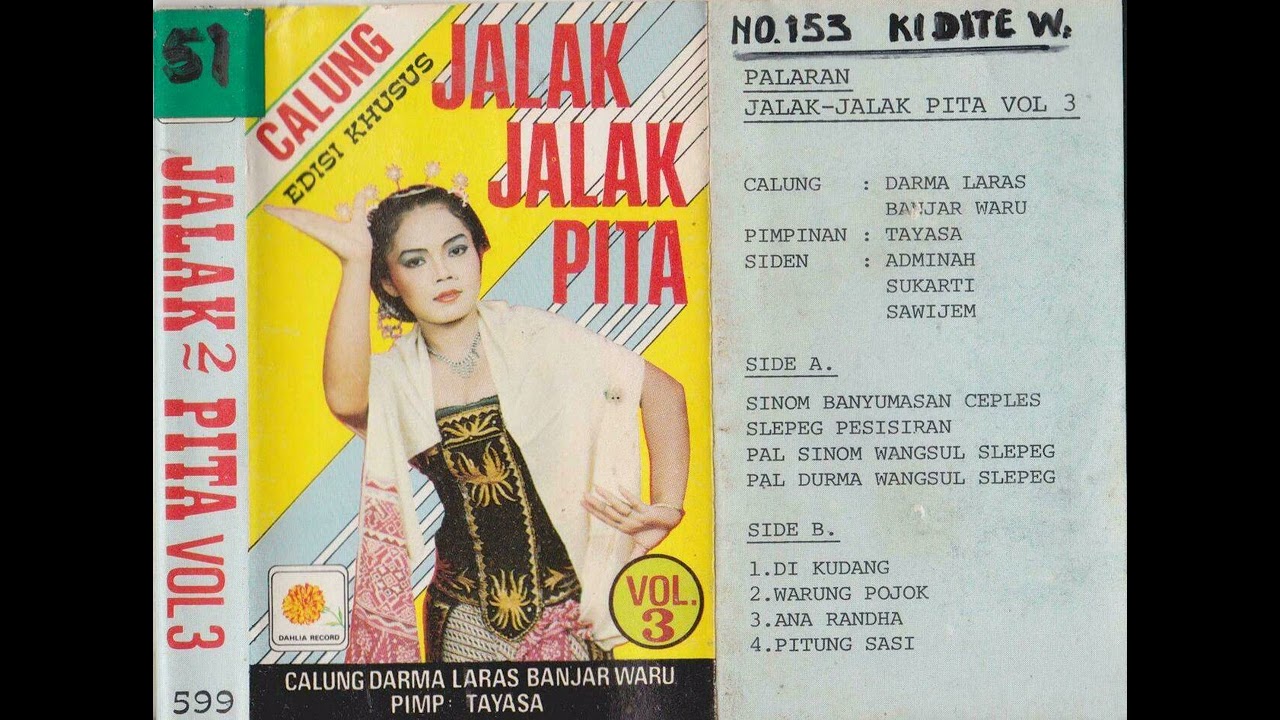 51
JALAK 2 PITA VOL 3
599
CALUNG
EDISI KHUSUS
JALAK
JALAK
PITA
DAHLIA RECORD
VOL.
3
CALUNG DARMA LARAS BANJAR WARU
PIMP: TAYASA
NO.153 KI DITE W.
PALARAN
JALAK-JALAK PITA VOL 3
CALUNG : DARMA LARAS
BANJAR WARU
PIMPINAN : TAYASA
SIDEN : ADMINAH
SUKARTI
SAWIJEM
SIDE A.
SINOM BANYUMASAN CEPLES
SLEPEG PESISIRAN
PAL SINOM WANGSUL SLEPEG
PAL DURMA WANGSUL SLEPEG
SIDE B.
1.DI KUDANG
2.WARUNG POJOK
3.ANA RANDHA
4.PITUNG SASI